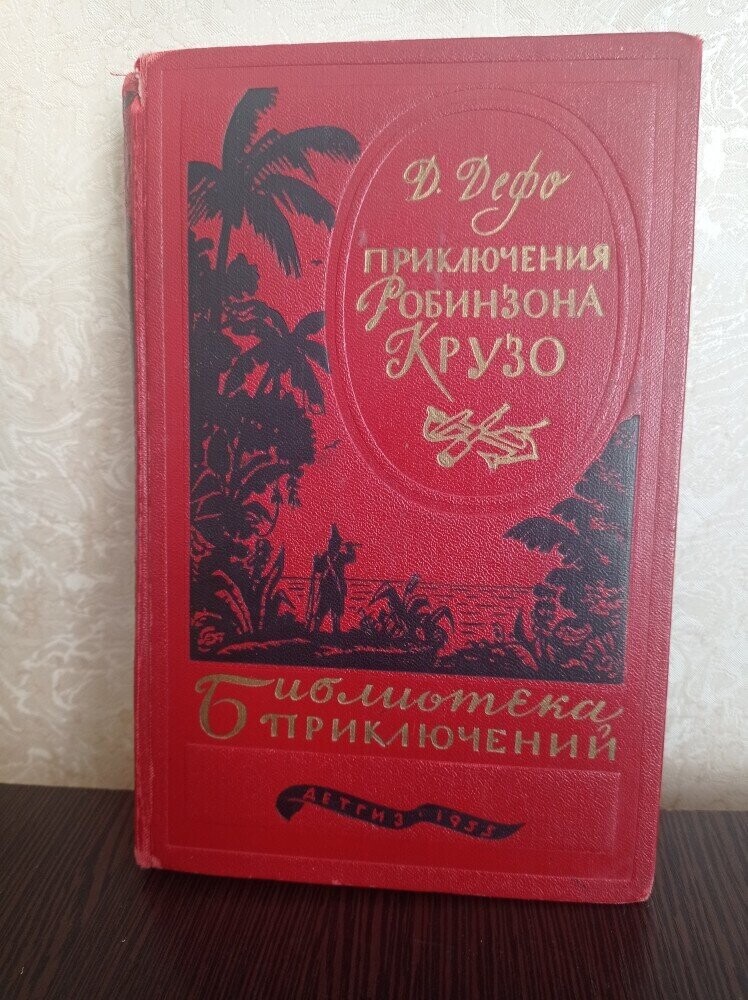 Д. Дефо
ПРИКЛЮЧЕНИЯ
РОБИНЗОНА
КРУЗО
Библиотека
ПРИКЛЮЧЕНИЙ
ДЕТГИЗ 1955